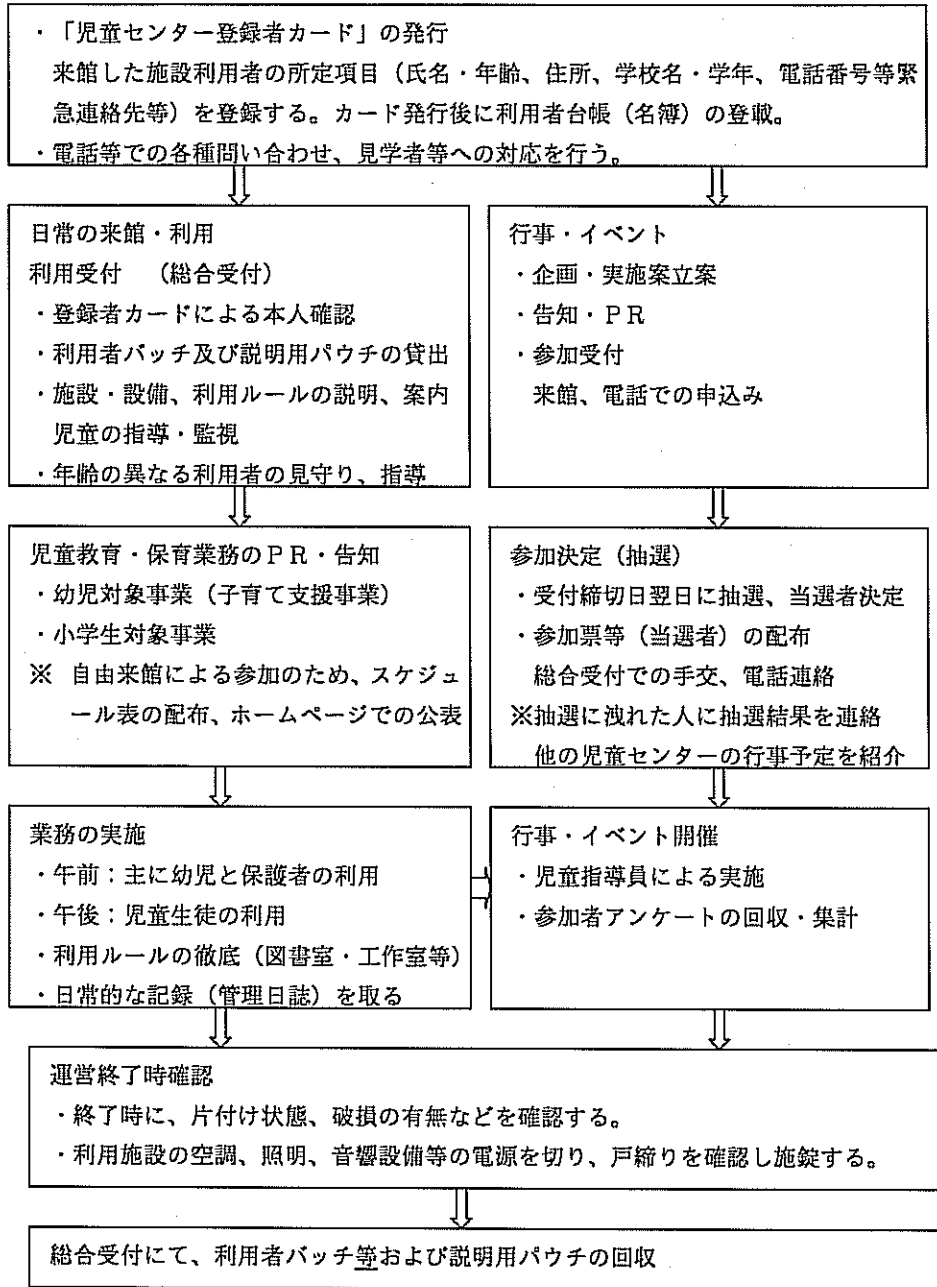 ・「児童センター登録者カード」の発行
来館した施設利用者の所定項目（氏名・年齢、住所、学校名・学年、電話番号等緊
急連絡先等）を登録する。カード発行後に利用者台帳（名簿）の登載。
・電話等での各種問い合わせ、見学者等への対応を行う。
日常の来館・利用
利用受付　（総合受付）
・登録者カードによる本人確認
・利用者バッチ及び説明用パウチの貸出
・施設・設備、利用ルールの説明、案内
児童の指導・監視
・年齢の異なる利用者の見守り、指導
行事・イベント
・企画・実施案立案
・告知・ＰＲ
・参加受付
来館、電話での申込み
児童教育・保育業務のＰＲ・告知
・幼児対象事業（子育て支援事業）
・小学生対象事業
※　自由来館による参加のため、スケジュ
ール表の配布、ホームページでの公表
参加決定（抽選）
・受付締切日翌日に抽選、当選者決定
・参加票等（当選者）の配布
総合受付での手交、電話連絡
※抽選に洩れた人に抽選結果を連絡
他の児童センターの行事予定を紹介
業務の実施
・午前：主に幼児と保護者の利用
・午後：児童生徒の利用
・利用ルールの徹底（図書室・工作室等）
・日常的な記録（管理日誌）を取る
行事・イベント開催
・児童指導員による実施
・参加者アンケートの回収・集計
運営終了時確認
・終了時に、片付け状態、破損の有無などを確認する。
・利用施設の空調、照明、音響設備等の電源を切り、戸締りを確認し施錠する。
総合受付にて、利用者バッチ等および説明用パウチの回収